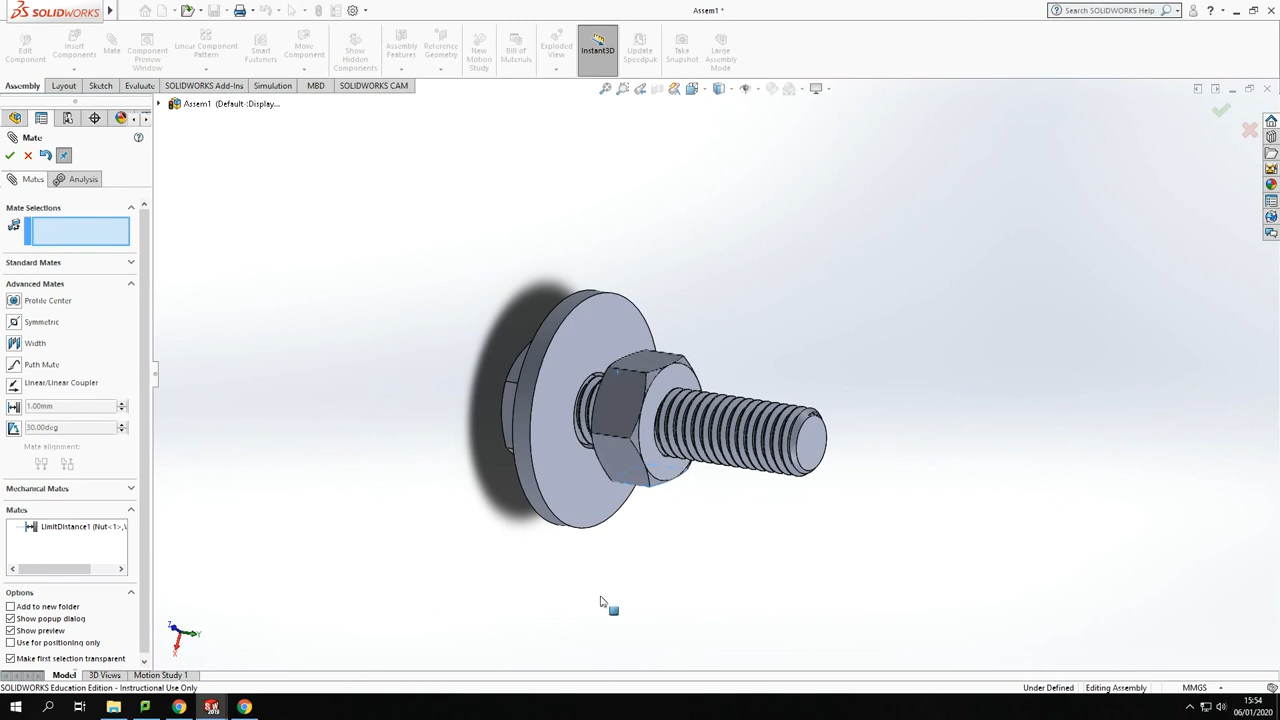 SOLIDWORKS
Assem1 *
Search SOLIDWORKS Help
Edit Component
Insert Components
Mate
Component Preview Window
Linear Component Pattern
Smart Fasteners
Move Component
Show Hidden Components
Assembly Features
Reference Geometry
New Motion Study
Bill of Materials
Exploded View
Instant3D
Update Speedpak
Take Snapshot
Large Assembly Mode
Assembly
Layout
Sketch
Evaluate
SOLIDWORKS Add-Ins
Simulation
MBD
SOLIDWORKS CAM
Assem1 (Default<Display...
Mate
Mates
Analysis
Mate Selections
Standard Mates
Advanced Mates
Profile Center
Symmetric
Width
Path Mate
Linear/Linear Coupler
1.00mm
30.00deg
Mate alignment:
Mechanical Mates
Mates
LimitDistance1 (Nut<1>,
Options
Add to new folder
Show popup dialog
Show preview
Use for positioning only
Make first selection transparent
Z
Y
X
Model
3D Views
Motion Study 1
SOLIDWORKS Education Edition - Instructional Use Only
Under Defined
Editing Assembly
MMGS
15:54
06/01/2020